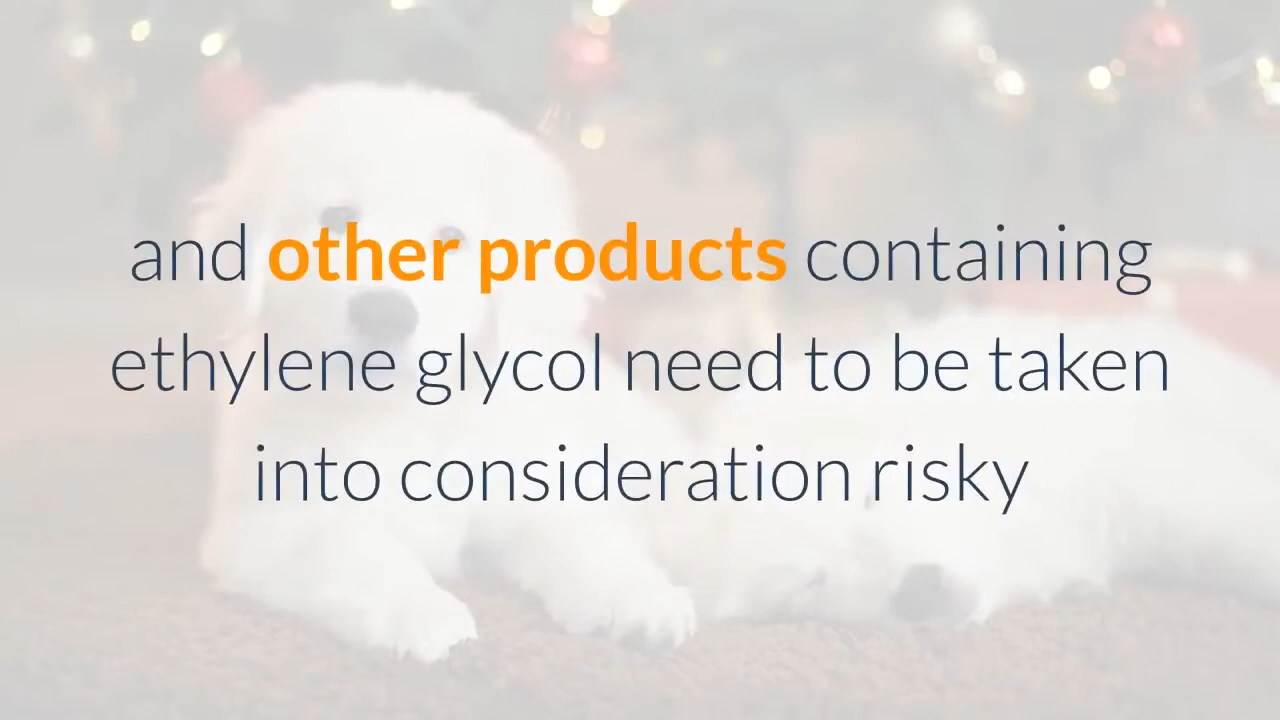 and other products containing
ethylene glycol need to be taken
into consideration risky